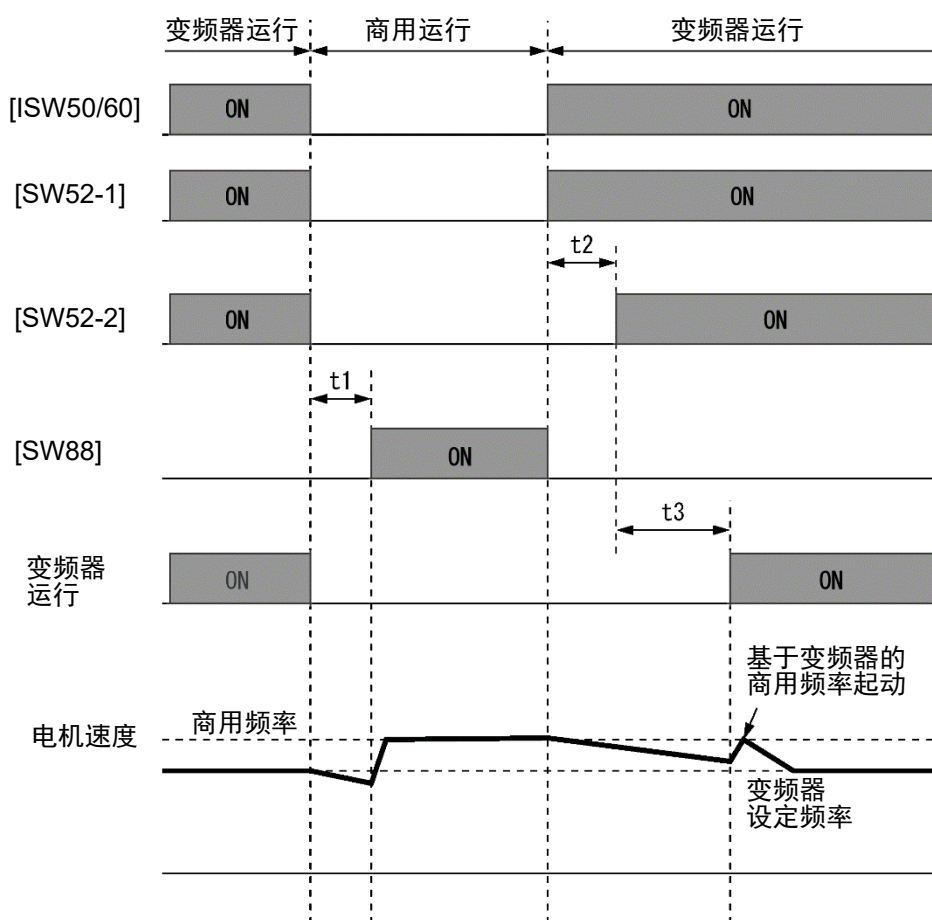 变频器运行 商用运行 变频器运行
[ISW50/60] ON ON
[SW52-1] ON ON
t2
[SW52-2] ON ON
t1
[SW88] ON
t3
变频器
运行
ON ON
基于变频器的
商用频率起动
电机速度 商用频率
变频器
设定频率